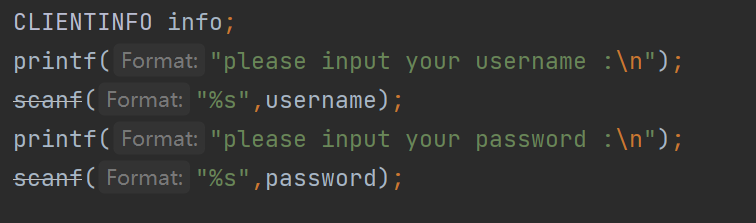 CLIENTINFO info;
printf( Format: "please input your username :\n");
scanf( Format: "%s",username);
printf( Format: "please input your password :\n");
scanf( Format: "%s",password);